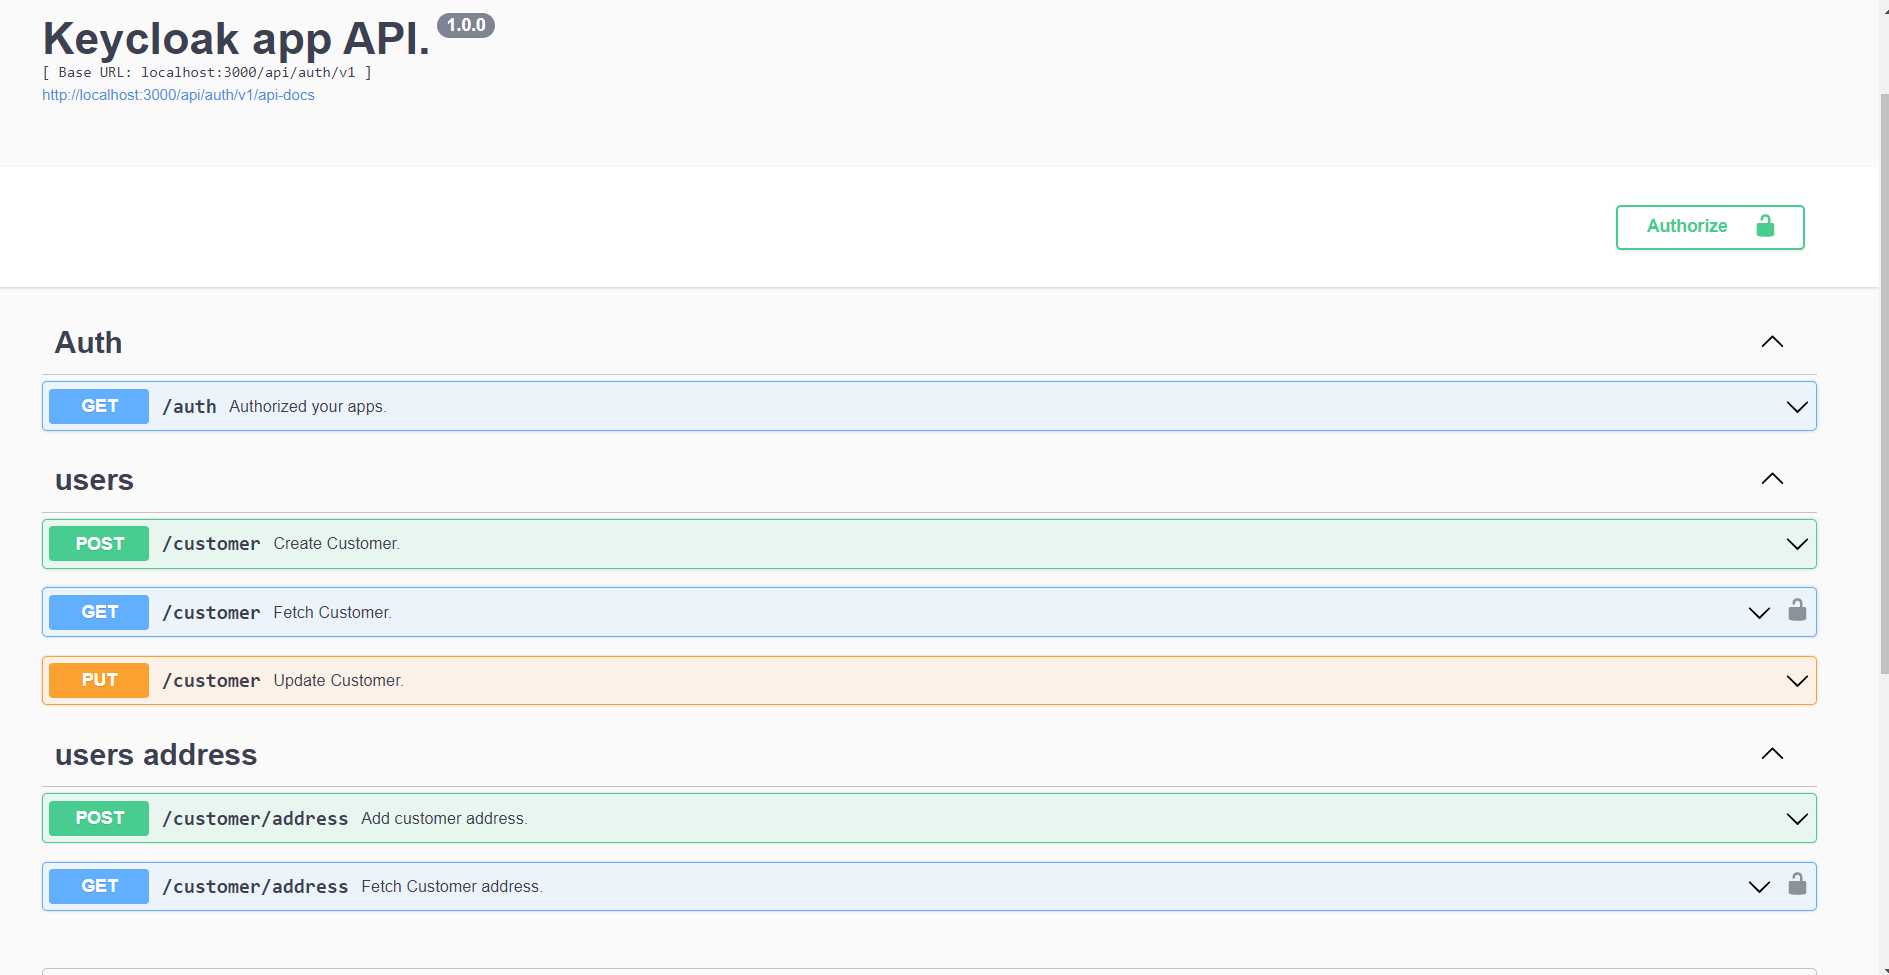 Keycloak app API. 1.0.0
[ Base URL: localhost:3000/api/auth/v1 ]
http://localhost:3000/api/auth/v1/api-docs
Authorize
Auth
GET /auth Authorized your apps.
users
POST /customer Create Customer.
GET /customer Fetch Customer.
PUT /customer Update Customer.
users address
POST /customer/address Add customer address.
GET /customer/address Fetch Customer address.